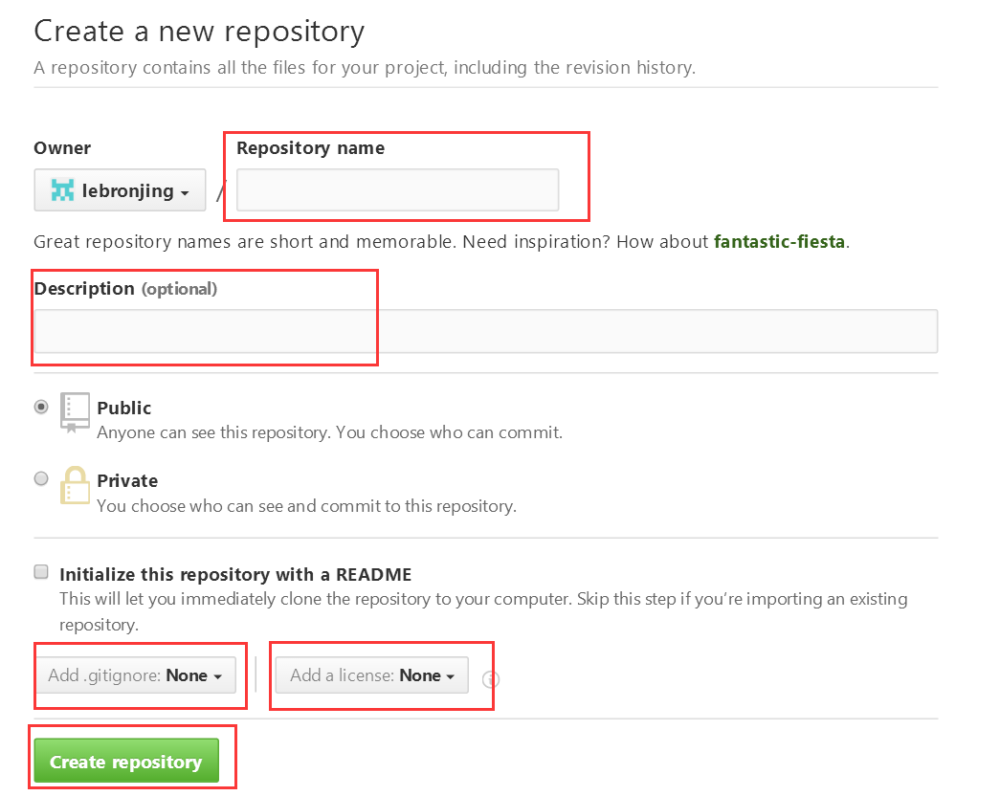 Create a new repository
A repository contains all the files for your project, including the revision history.
Owner
Repository name
lebronjing /
Great repository names are short and memorable. Need inspiration? How about fantastic-fiesta.
Description (optional)
Public
Anyone can see this repository. You choose who can commit.
Private
You choose who can see and commit to this repository.
Initialize this repository with a README
This will let you immediately clone the repository to your computer. Skip this step if you’re importing an existing
repository.
Add .gitignore: None
Add a license: None
Create repository